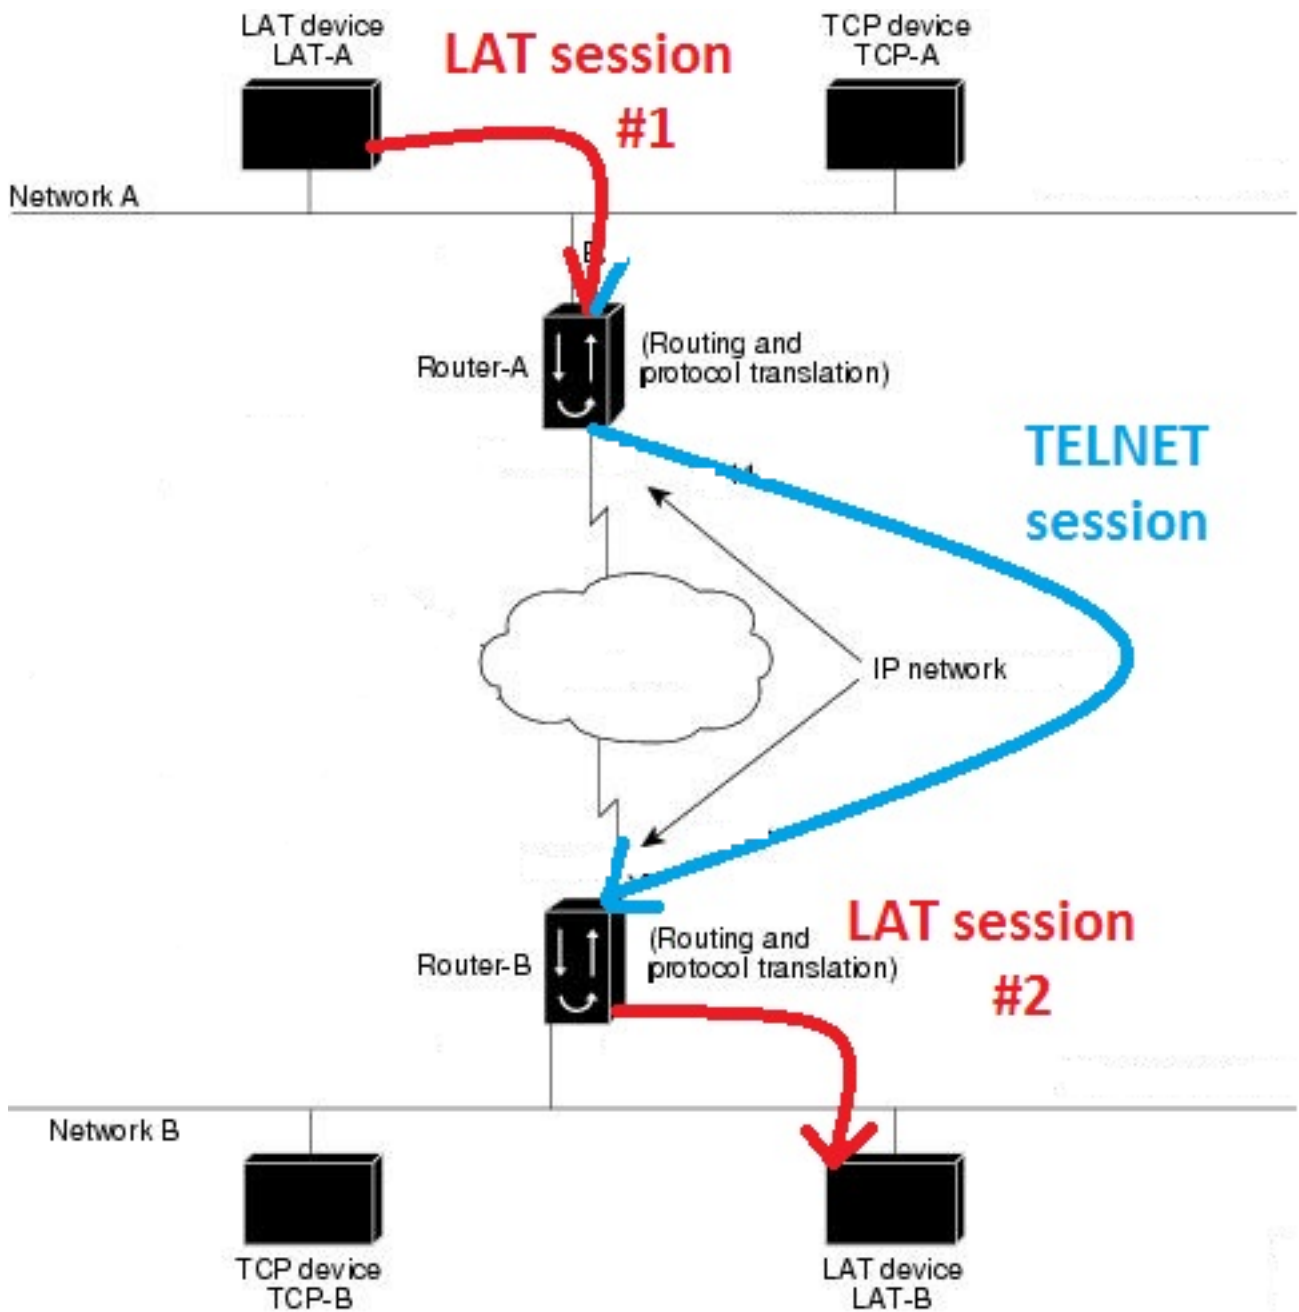 LAT device
LAT-A
LAT session
#1
TCP device
TCP-A
Network A
Router-A
(Routing and
protocol translation)
TELNET
session
IP network
Router-B
(Routing and
protocol translation)
LAT session
#2
Network B
TCP device
TCP-B
LAT device
LAT-B